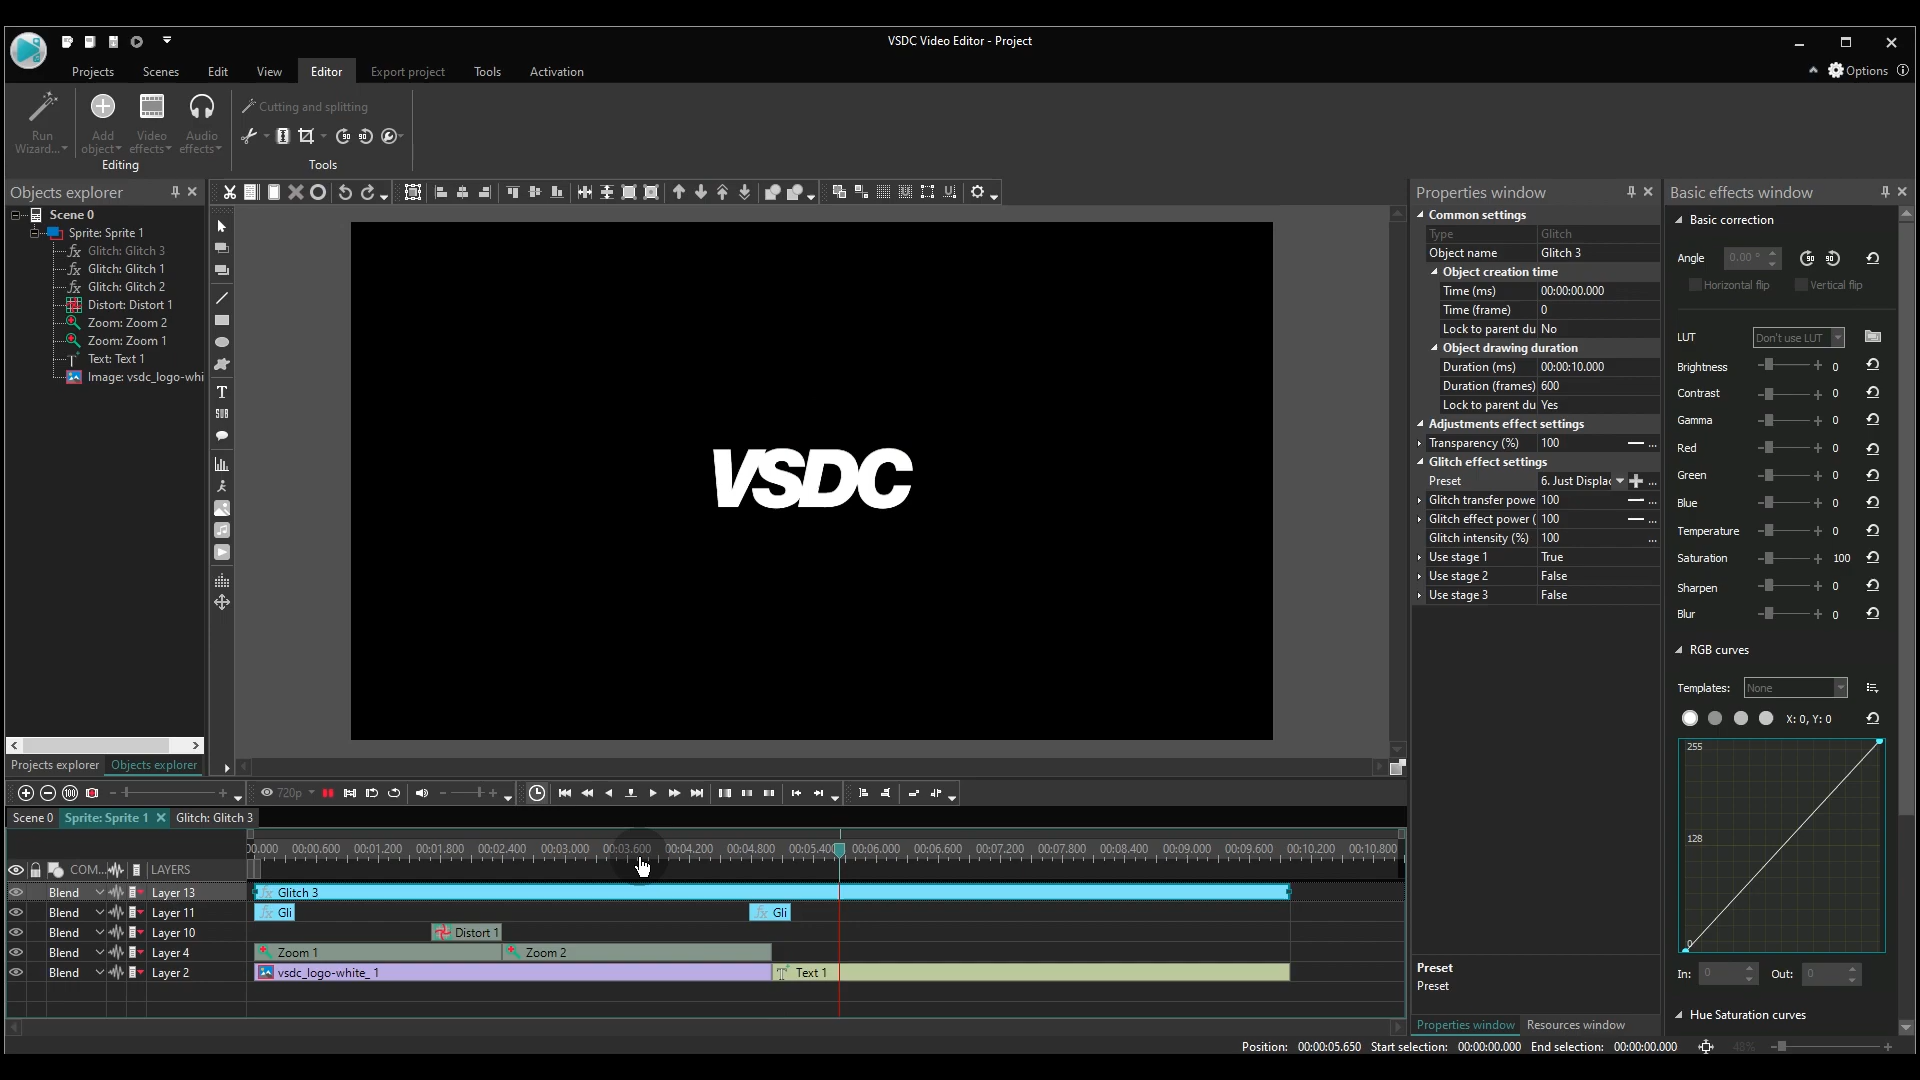 VSDC Video Editor - Project
Projects Scenes Edit View Editor Export project Tools Activation
Options
Run Wizard...
Add object
Video effects
Audio effects
Editing
Cutting and splitting
Tools
Objects explorer
Scene 0
Sprite: Sprite 1
Glitch: Glitch 3
Glitch: Glitch 1
Glitch: Glitch 2
Distort: Distort 1
Zoom: Zoom 2
Zoom: Zoom 1
Text: Text 1
Image: vsdc_logo-whi
Projects explorer Objects explorer
T
SUB
VSDC
Properties window
Common settings
Type Glitch
Object name Glitch 3
Object creation time
Time (ms) 00:00:00.000
Time (frame) 0
Lock to parent du No
Object drawing duration
Duration (ms) 00:00:10.000
Duration (frames) 600
Lock to parent du Yes
Adjustments effect settings
Transparency (%) 100 ...
Glitch effect settings
Preset 6. Just Displac ...
Glitch transfer powe 100 ...
Glitch effect power ( 100 ...
Glitch intensity (%) 100 ...
Use stage 1 True
Use stage 2 False
Use stage 3 False
Preset
Preset
Properties window Resources window
Basic effects window
Basic correction
Angle 0.00 ° 90 90
Horizontal flip Vertical flip
LUT Don't use LUT
Brightness 0
Contrast 0
Gamma 0
Red 0
Green 0
Blue 0
Temperature 0
Saturation 100
Sharpen 0
Blur 0
RGB curves
Templates: None
X: 0, Y: 0
255
128
0
In: 0 Out: 0
Hue Saturation curves
720p
Scene 0 Sprite: Sprite 1 Glitch: Glitch 3
00.000 00:00.600 00:01.200 00:01.800 00:02.400 00:03.000 00:03.600 00:04.200 00:04.800 00:05.400 00:06.000 00:06.600 00:07.200 00:07.800 00:08.400 00:09.000 00:09.600 00:10.200 00:10.800
COM... LAYERS
Blend Layer 13 Glitch 3
Blend Layer 11 Gli Gli
Blend Layer 10 Distort 1
Blend Layer 4 Zoom 1 Zoom 2
Blend Layer 2 vsdc_logo-white_1 Text 1
Position: 00:00:05.650 Start selection: 00:00:00.000 End selection: 00:00:00.000 48%